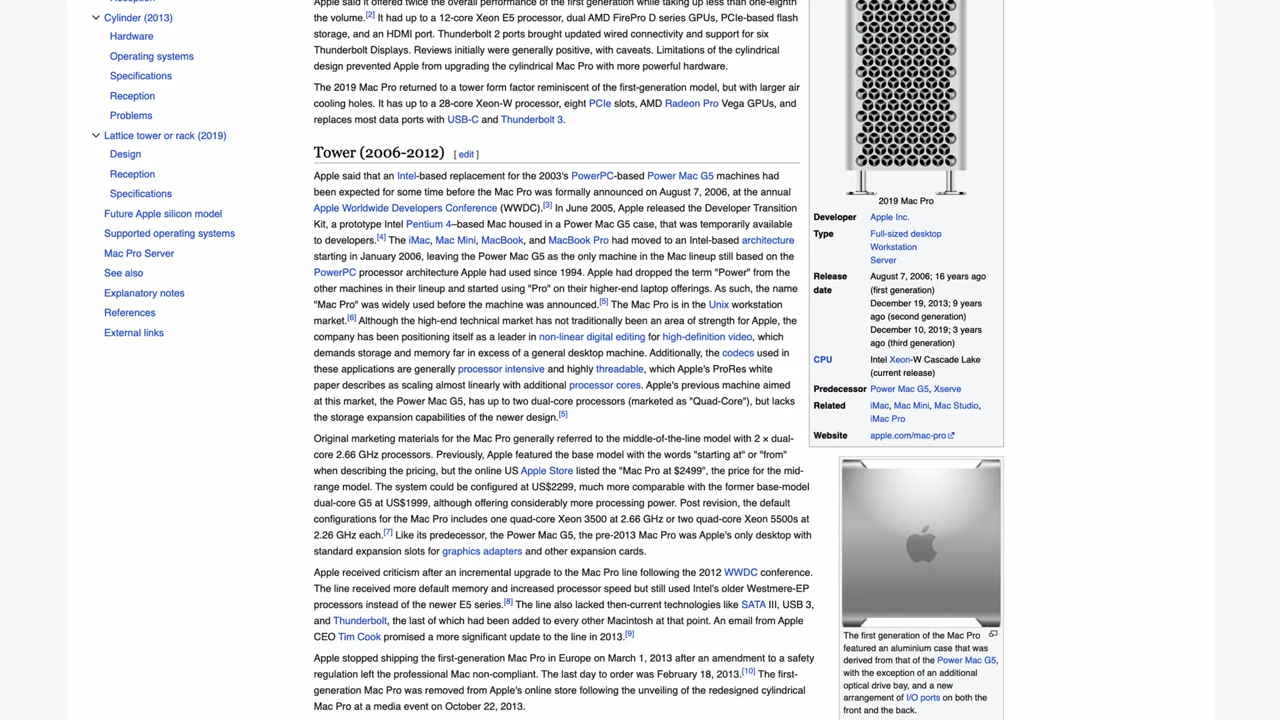 Reception
Cylinder (2013)
Hardware
Operating systems
Specifications
Reception
Problems
Lattice tower or rack (2019)
Design
Reception
Specifications
Future Apple silicon model
Supported operating systems
Mac Pro Server
See also
Explanatory notes
References
External links
Apple said it offered twice the overall performance of the first generation while taking up less than one-eighth
the volume.[2] It had up to a 12-core Xeon E5 processor, dual AMD FirePro D series GPUs, PCIe-based flash
storage, and an HDMI port. Thunderbolt 2 ports brought updated wired connectivity and support for six
Thunderbolt Displays. Reviews initially were generally positive, with caveats. Limitations of the cylindrical
design prevented Apple from upgrading the cylindrical Mac Pro with more powerful hardware.
The 2019 Mac Pro returned to a tower form factor reminiscent of the first-generation model, but with larger air
cooling holes. It has up to a 28-core Xeon-W processor, eight PCIe slots, AMD Radeon Pro Vega GPUs, and
replaces most data ports with USB-C and Thunderbolt 3.
Tower (2006-2012) [ edit ]
Apple said that an Intel-based replacement for the 2003's PowerPC-based Power Mac G5 machines had
been expected for some time before the Mac Pro was formally announced on August 7, 2006, at the annual
Apple Worldwide Developers Conference (WWDC).[3] In June 2005, Apple released the Developer Transition
Kit, a prototype Intel Pentium 4–based Mac housed in a Power Mac G5 case, that was temporarily available
to developers.[4] The iMac, Mac Mini, MacBook, and MacBook Pro had moved to an Intel-based architecture
starting in January 2006, leaving the Power Mac G5 as the only machine in the Mac lineup still based on the
PowerPC processor architecture Apple had used since 1994. Apple had dropped the term "Power" from the
other machines in their lineup and started using "Pro" on their higher-end laptop offerings. As such, the name
"Mac Pro" was widely used before the machine was announced.[5] The Mac Pro is in the Unix workstation
market.[6] Although the high-end technical market has not traditionally been an area of strength for Apple, the
company has been positioning itself as a leader in non-linear digital editing for high-definition video, which
demands storage and memory far in excess of a general desktop machine. Additionally, the codecs used in
these applications are generally processor intensive and highly threadable, which Apple's ProRes white
paper describes as scaling almost linearly with additional processor cores. Apple's previous machine aimed
at this market, the Power Mac G5, has up to two dual-core processors (marketed as "Quad-Core"), but lacks
the storage expansion capabilities of the newer design.[5]
Original marketing materials for the Mac Pro generally referred to the middle-of-the-line model with 2 × dual-
core 2.66 GHz processors. Previously, Apple featured the base model with the words "starting at" or "from"
when describing the pricing, but the online US Apple Store listed the "Mac Pro at $2499", the price for the mid-
range model. The system could be configured at US$2299, much more comparable with the former base-model
dual-core G5 at US$1999, although offering considerably more processing power. Post revision, the default
configurations for the Mac Pro includes one quad-core Xeon 3500 at 2.66 GHz or two quad-core Xeon 5500s at
2.26 GHz each.[7] Like its predecessor, the Power Mac G5, the pre-2013 Mac Pro was Apple's only desktop with
standard expansion slots for graphics adapters and other expansion cards.
Apple received criticism after an incremental upgrade to the Mac Pro line following the 2012 WWDC conference.
The line received more default memory and increased processor speed but still used Intel's older Westmere-EP
processors instead of the newer E5 series.[8] The line also lacked then-current technologies like SATA III, USB 3,
and Thunderbolt, the last of which had been added to every other Macintosh at that point. An email from Apple
CEO Tim Cook promised a more significant update to the line in 2013.[9]
Apple stopped shipping the first-generation Mac Pro in Europe on March 1, 2013 after an amendment to a safety
regulation left the professional Mac non-compliant. The last day to order was February 18, 2013.[10] The first-
generation Mac Pro was removed from Apple's online store following the unveiling of the redesigned cylindrical
Mac Pro at a media event on October 22, 2013.
2019 Mac Pro
Developer Apple Inc.
Type Full-sized desktop
Workstation
Server
Release August 7, 2006; 16 years ago
date (first generation)
December 19, 2013; 9 years
ago (second generation)
December 10, 2019; 3 years
ago (third generation)
CPU Intel Xeon-W Cascade Lake
(current release)
Predecessor Power Mac G5, Xserve
Related iMac, Mac Mini, Mac Studio,
iMac Pro
Website apple.com/mac-pro
The first generation of the Mac Pro
featured an aluminium case that was
derived from that of the Power Mac G5,
with the exception of an additional
optical drive bay, and a new
arrangement of I/O ports on both the
front and the back.